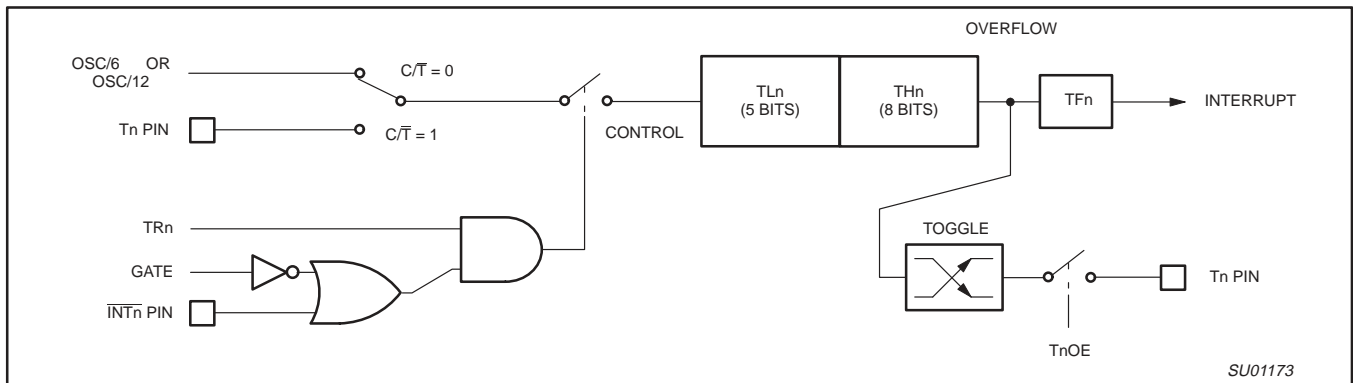 OVERFLOW
OSC/6 OR
OSC/12
C/T̅ = 0
Tn PIN
C/T̅ = 1
CONTROL
TLn
(5 BITS)
THn
(8 BITS)
TFn
INTERRUPT
TRn
GATE
I̅N̅T̅n̅ PIN
TOGGLE
Tn PIN
TnOE
SU01173